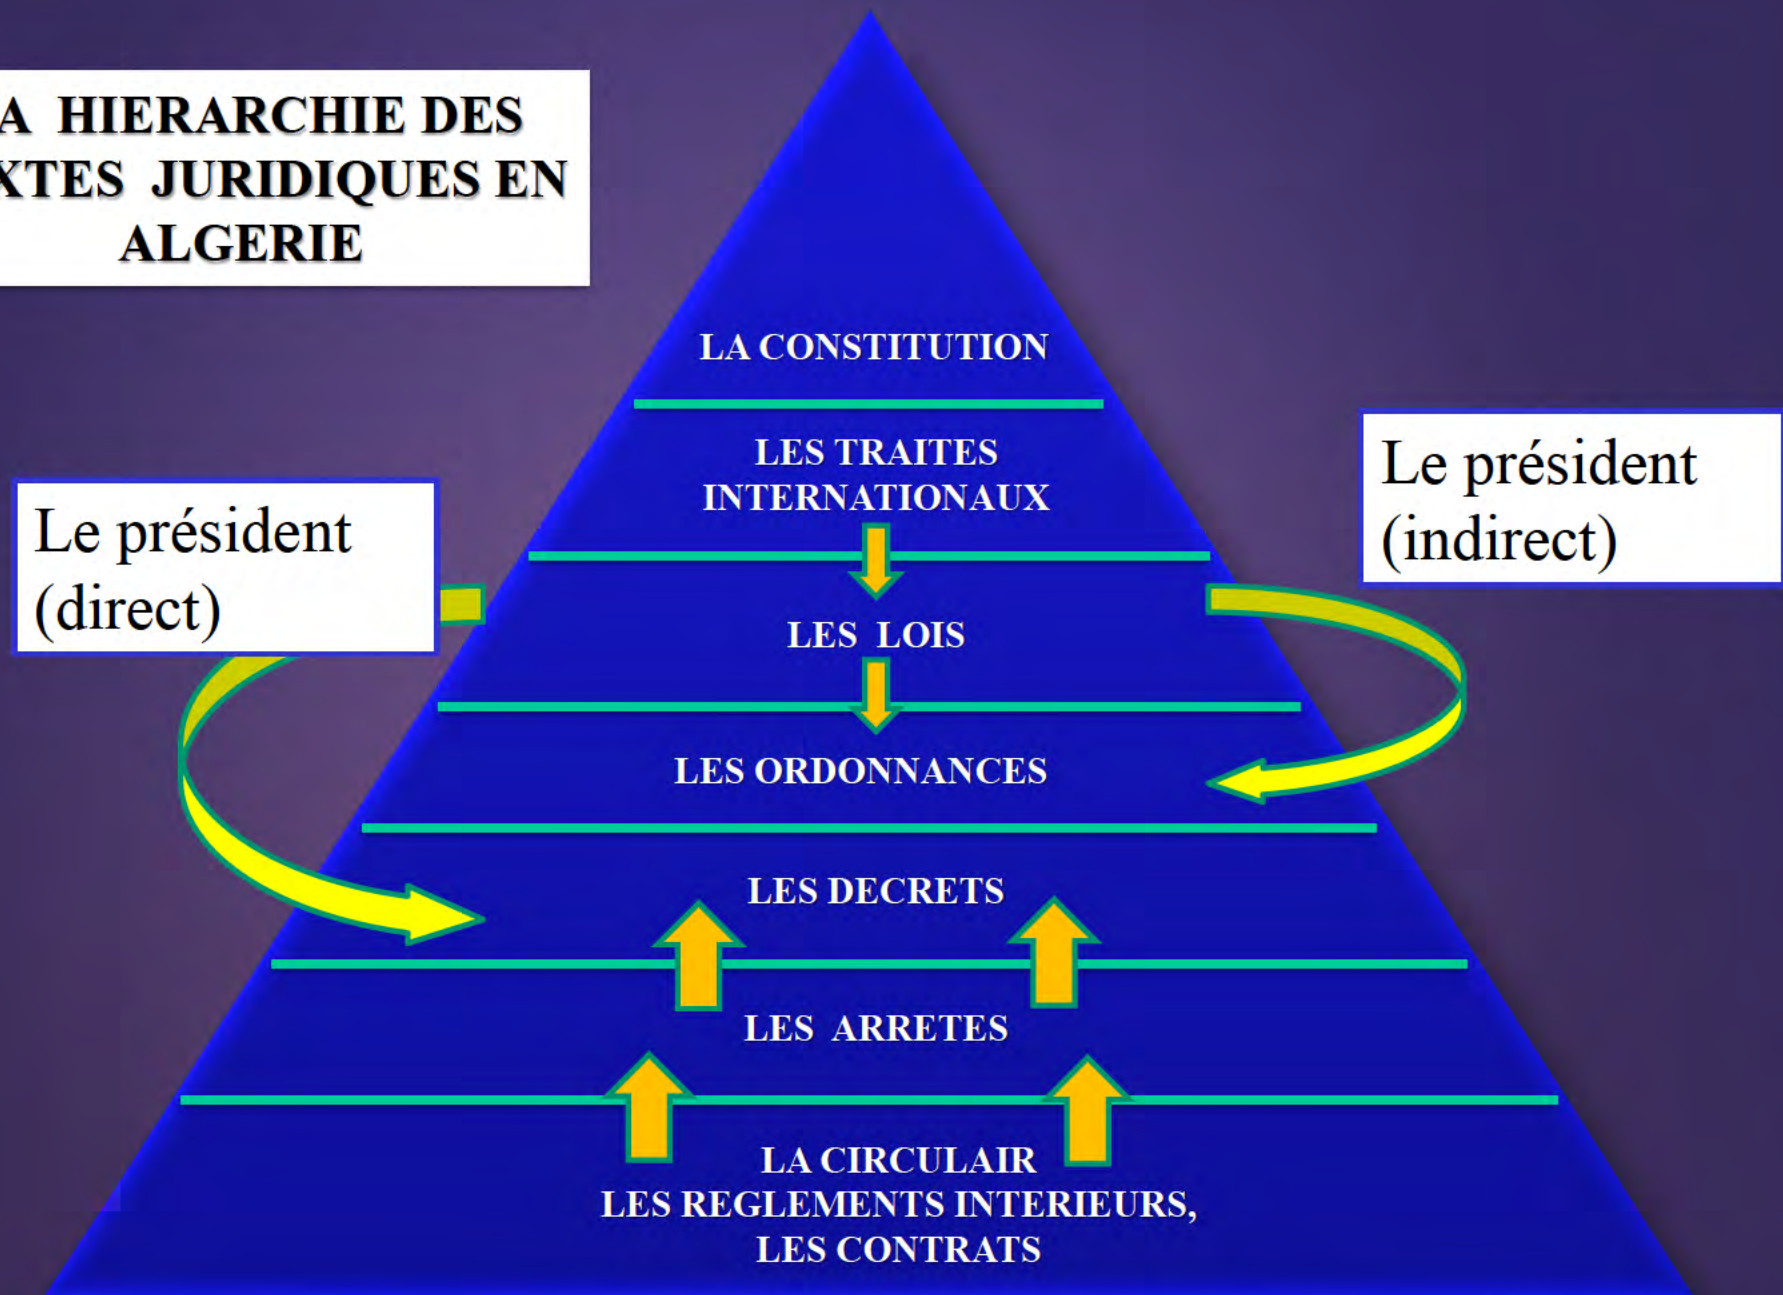 A HIERARCHIE DES
XTES JURIDIQUES EN
ALGERIE
LA CONSTITUTION
LES TRAITES
INTERNATIONAUX
Le président
(direct)
Le président
(indirect)
LES LOIS
LES ORDONNANCES
LES DECRETS
LES ARRETES
LA CIRCULAIR
LES REGLEMENTS INTERIEURS,
LES CONTRATS